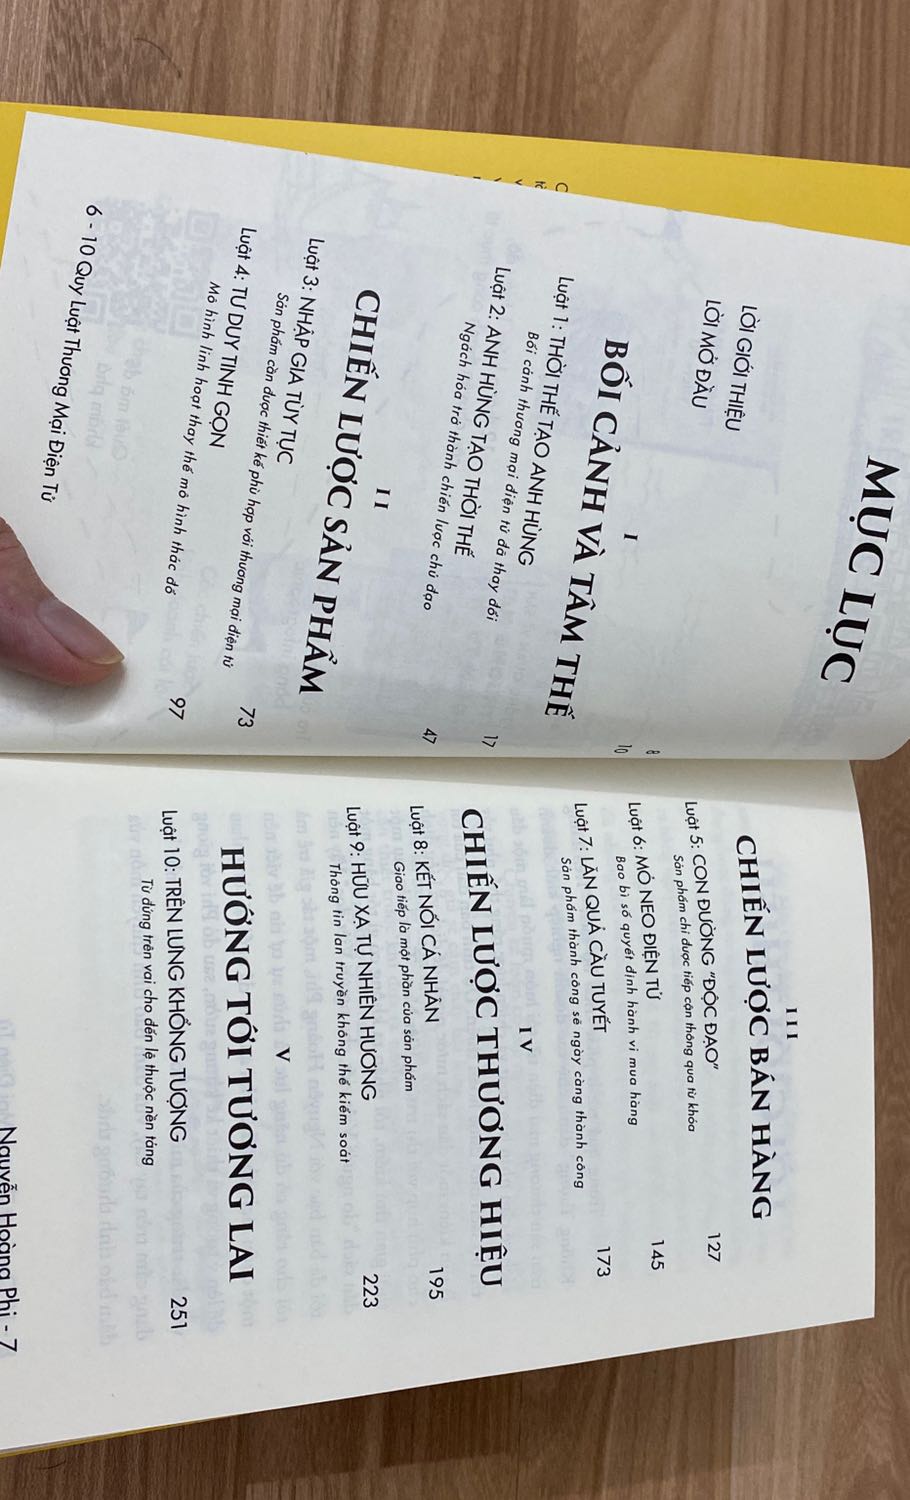 MỤC LỤC
LỜI GIỚI THIỆU 8
LỜI MỞ ĐẦU 10
I
BỐI CẢNH VÀ TÂM THẾ
Luật 1: THỜI THẾ TẠO ANH HÙNG 17
Bối cảnh thương mại điện tử đã thay đổi
Luật 2: ANH HÙNG TẠO THỜI THẾ 47
Ngách hóa trở thành chiến lược chủ đạo
II
CHIẾN LƯỢC SẢN PHẨM
Luật 3: NHẬP GIA TÙY TỤC 73
Sản phẩm cần được thiết kế phù hợp với thương mại điện tử
Luật 4: TƯ DUY TINH GỌN 97
Mô hình linh hoạt thay thế mô hình thác đổ
6 - 10 Quy Luật Thương Mại Điện Tử
III
CHIẾN LƯỢC BÁN HÀNG
Luật 5: CON ĐƯỜNG "ĐỘC ĐẠO" 127
Sản phẩm chỉ được tiếp cận thông qua từ khóa
Luật 6: MỎ NEO ĐIỆN TỬ 145
Bao bì số quyết định hành vi mua hàng
Luật 7: LĂN QUẢ CẦU TUYẾT 173
Sản phẩm thành công sẽ ngày càng thành công
IV
CHIẾN LƯỢC THƯƠNG HIỆU
Luật 8: KẾT NỐI CÁ NHÂN 195
Giao tiếp là một phần của sản phẩm
Luật 9: HỮU XẠ TỰ NHIÊN HƯƠNG 223
Thông tin lan truyền không thể kiểm soát
V
HƯỚNG TỚI TƯƠNG LAI
Luật 10: TRÊN LƯNG KHỔNG TƯỢNG 251
Từ đứng trên vai cho đến lệ thuộc nền tảng
Nguyễn Hoàng Phi - 7